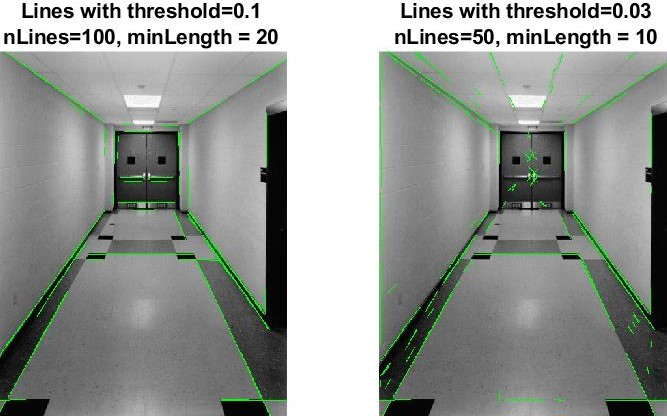 Lines with threshold=0.1
nLines=100, minLength = 20
Lines with threshold=0.03
nLines=50, minLength = 10